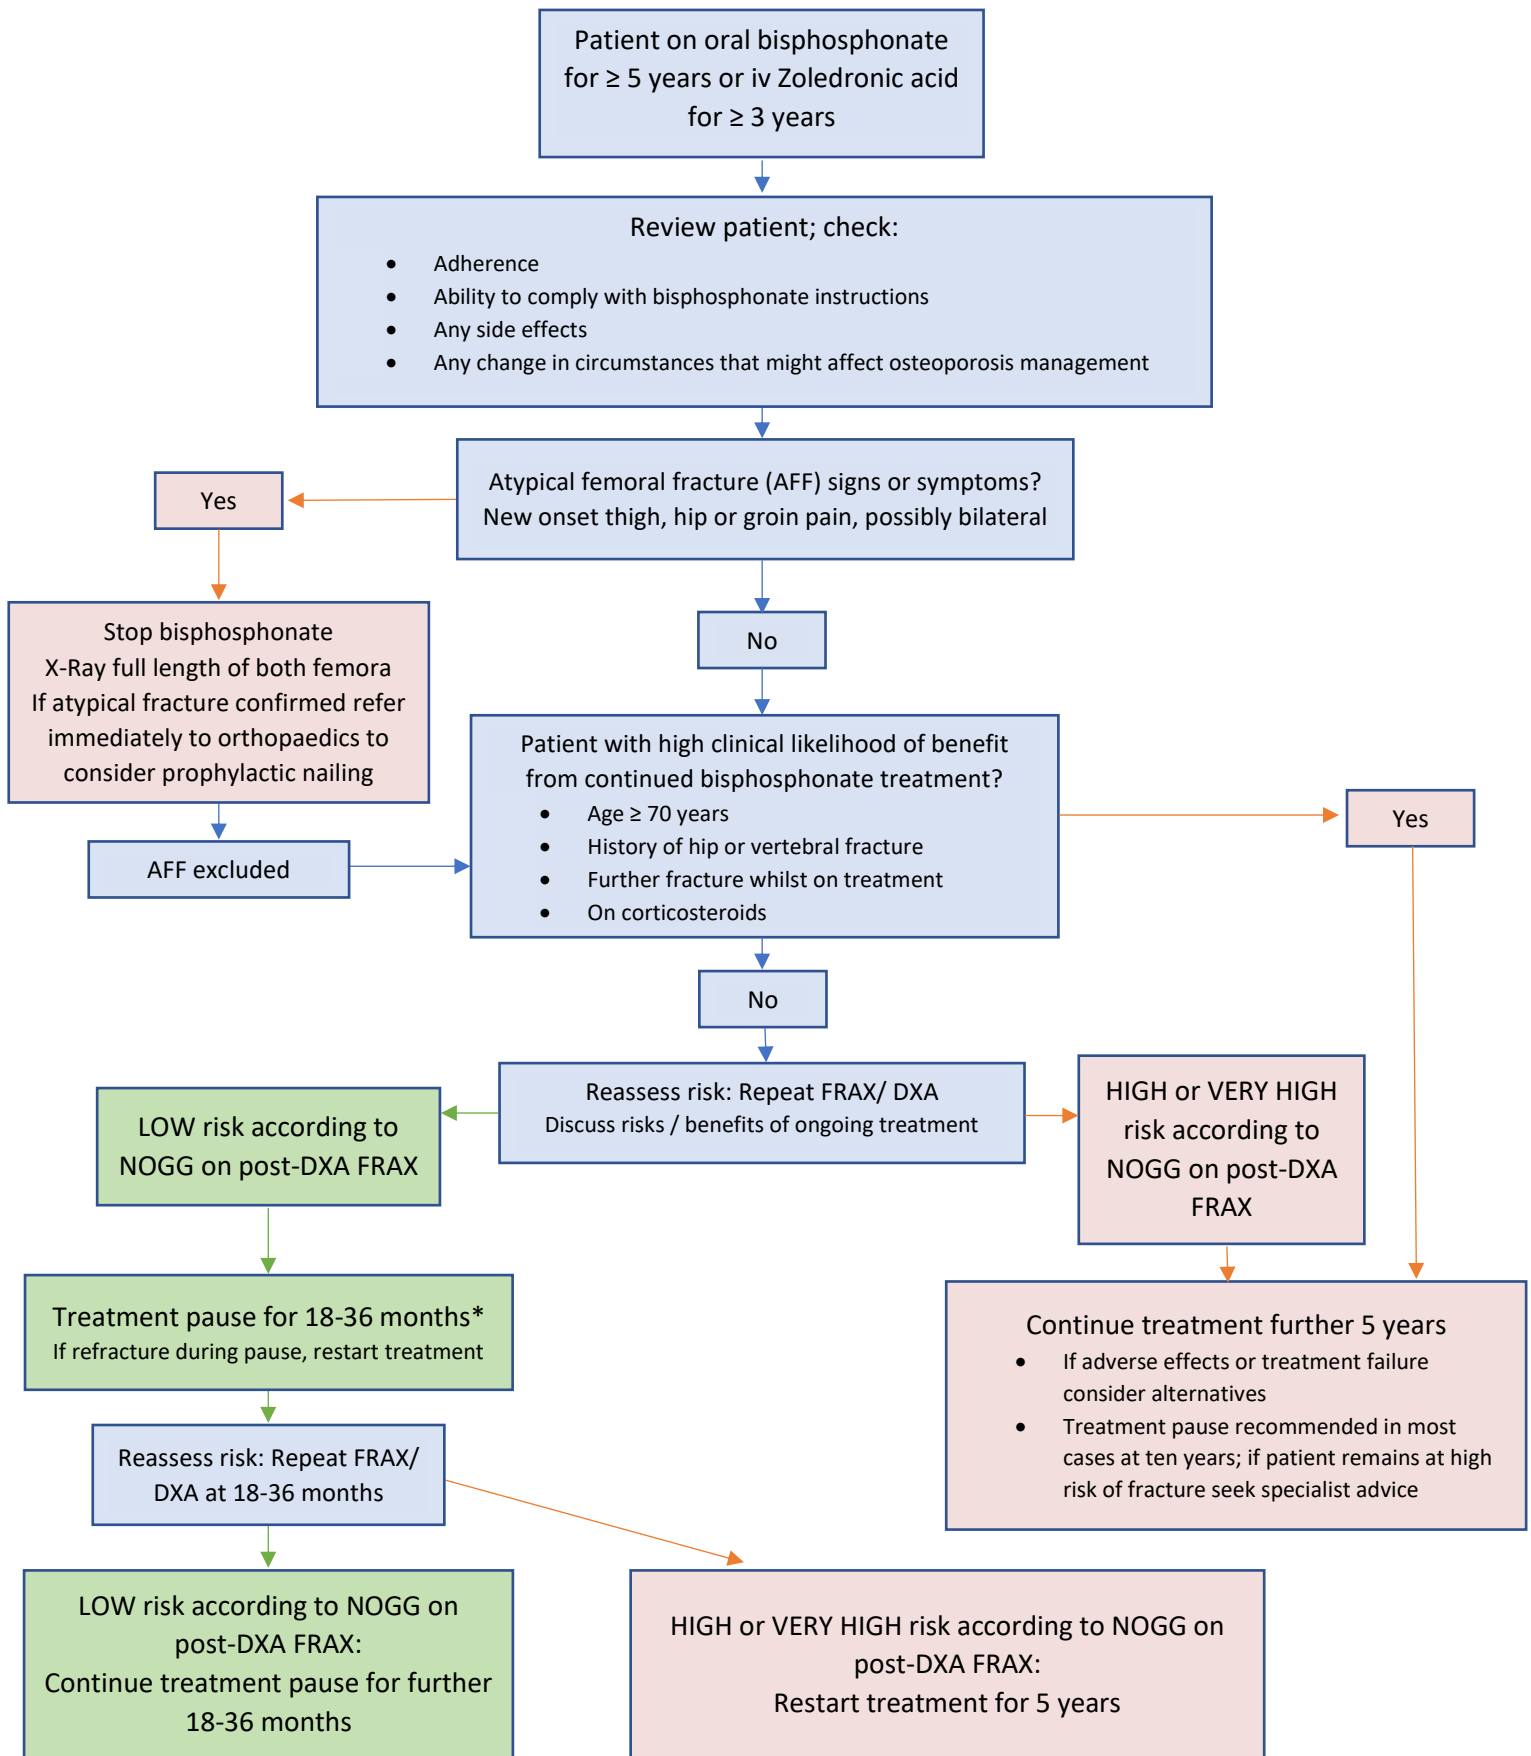 Patient on oral bisphosphonate
for ≥ 5 years or iv Zoledronic acid
for ≥ 3 years
Review patient; check:
• Adherence
• Ability to comply with bisphosphonate instructions
• Any side effects
• Any change in circumstances that might affect osteoporosis management
Atypical femoral fracture (AFF) signs or symptoms?
New onset thigh, hip or groin pain, possibly bilateral
Yes
Stop bisphosphonate
X-Ray full length of both femora
If atypical fracture confirmed refer
immediately to orthopaedics to
consider prophylactic nailing
AFF excluded
No
Patient with high clinical likelihood of benefit
from continued bisphosphonate treatment?
• Age ≥ 70 years
• History of hip or vertebral fracture
• Further fracture whilst on treatment
• On corticosteroids
Yes
No
Reassess risk: Repeat FRAX/ DXA
Discuss risks / benefits of ongoing treatment
LOW risk according to
NOGG on post-DXA FRAX
HIGH or VERY HIGH
risk according to
NOGG on post-DXA
FRAX
Treatment pause for 18-36 months*
If refracture during pause, restart treatment
Continue treatment further 5 years
• If adverse effects or treatment failure
consider alternatives
• Treatment pause recommended in most
cases at ten years; if patient remains at high
risk of fracture seek specialist advice
Reassess risk: Repeat FRAX/
DXA at 18-36 months
LOW risk according to NOGG on
post-DXA FRAX:
Continue treatment pause for further
18-36 months
HIGH or VERY HIGH risk according to NOGG on
post-DXA FRAX:
Restart treatment for 5 years